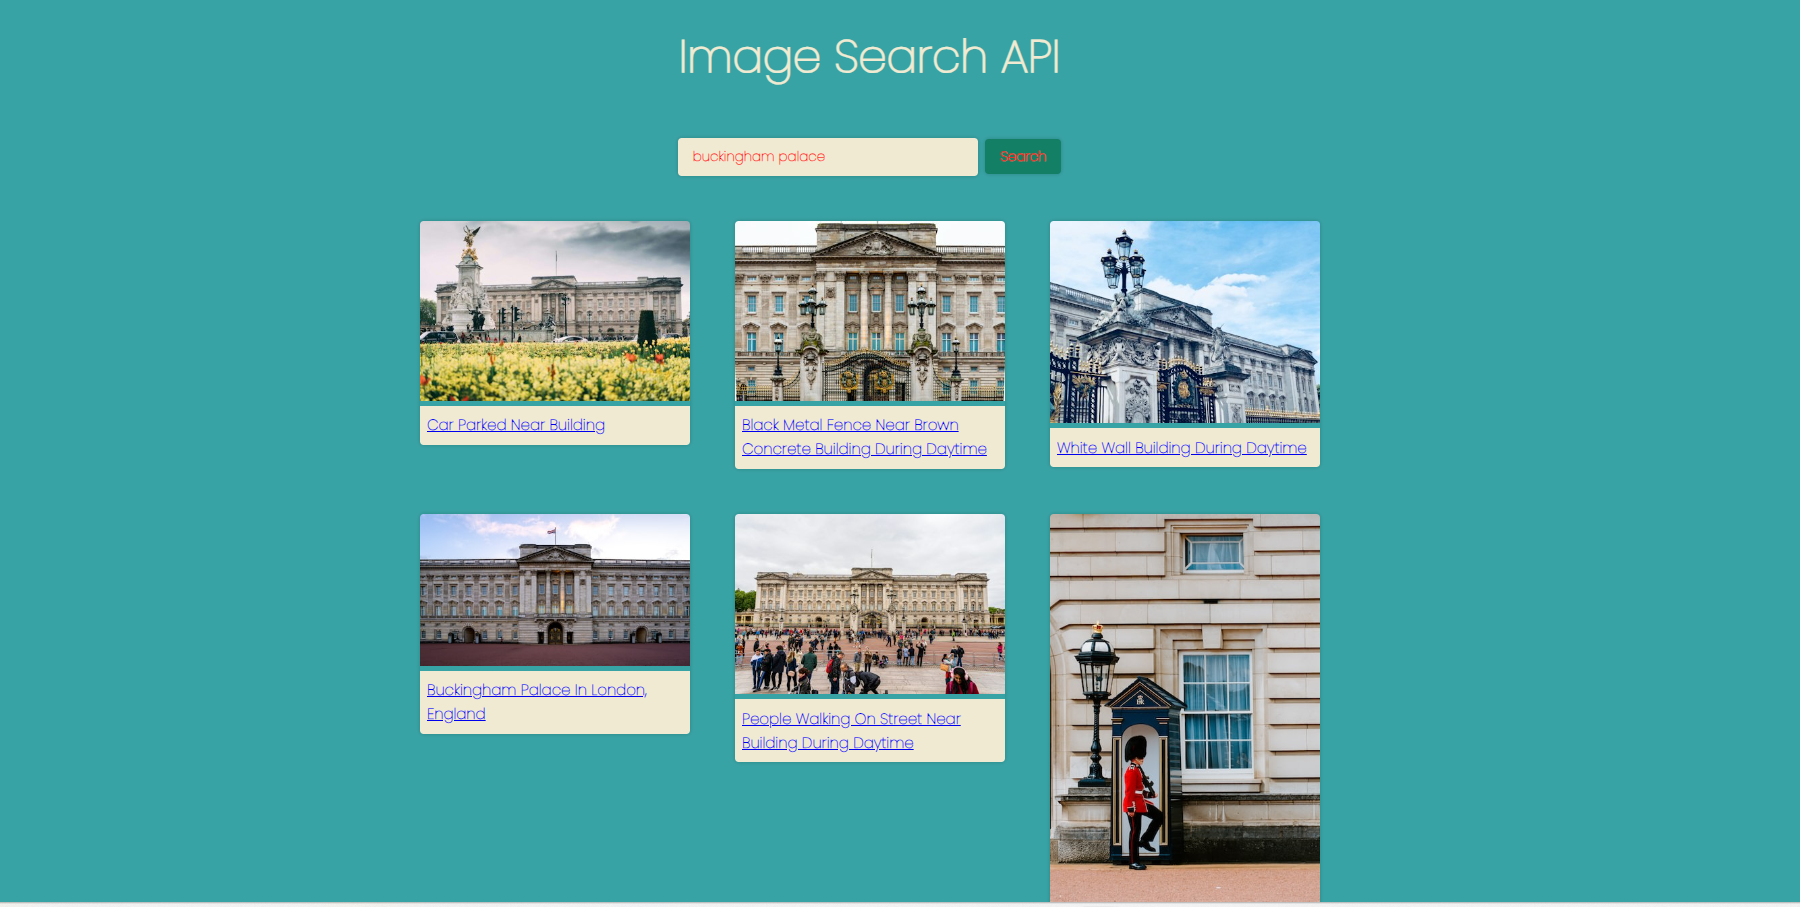 Image Search API
buckingham palace
Search
Car Parked Near Building
Black Metal Fence Near Brown
Concrete Building During Daytime
White Wall Building During Daytime
Buckingham Palace In London,
England
People Walking On Street Near
Building During Daytime